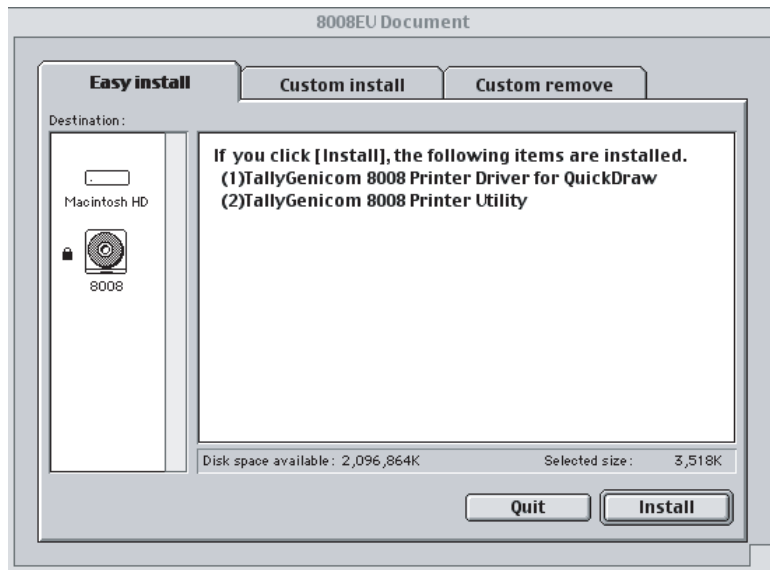 8008EU Document
Easy install
Custom install
Custom remove
Destination:
Macintosh HD
8008
If you click [Install], the following items are installed.
(1)TallyGenicom 8008 Printer Driver for QuickDraw
(2)TallyGenicom 8008 Printer Utility
Disk space available: 2,096,864K
Selected size: 3,518K
Quit
Install